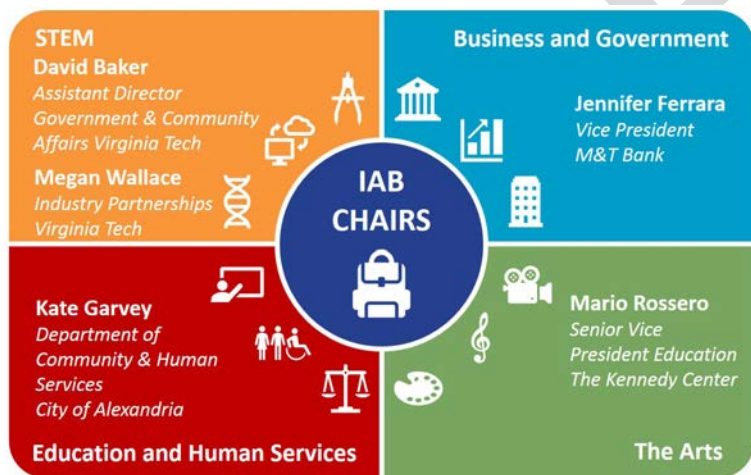 STEM
David Baker
Assistant Director
Government & Community
Affairs Virginia Tech
Megan Wallace
Industry Partnerships
Virginia Tech
Business and Government
Jennifer Ferrara
Vice President
M&T Bank
IAB
CHAIRS
Kate Garvey
Department of
Community & Human
Services
City of Alexandria
Education and Human Services
Mario Rossero
Senior Vice
President Education
The Kennedy Center
The Arts